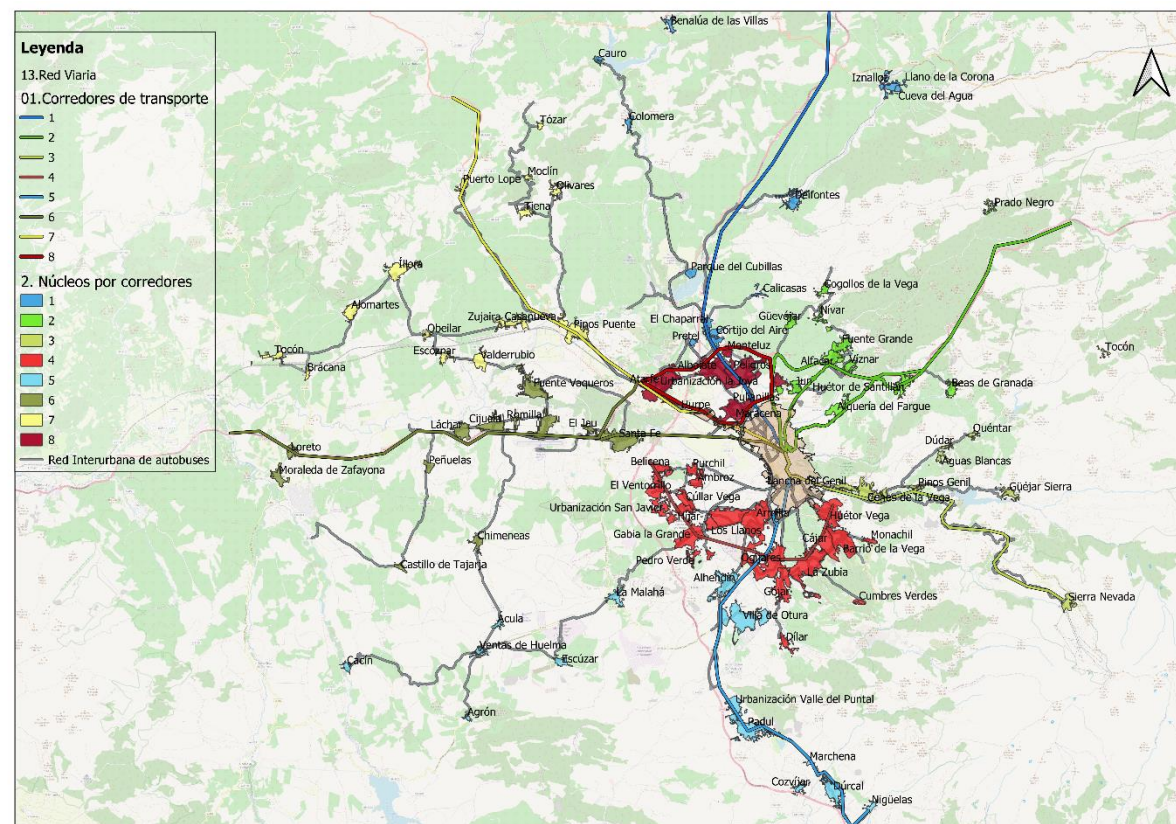 Leyenda
13.Red Viaria
01.Corredores de transporte
1
2
3
4
5
6
7
8
2. Núcleos por corredores
1
2
3
4
5
6
7
8
Red Interurbana de autobuses
Benalúa de las Villas
Cauro
Iznalloz
Llano de la Corona
Cueva del Agua
Colomera
Tózar
Moclín
Puerto Lope
Olivares
Tiena
Deifontes
Prado Negro
Parque del Cubillas
Íllora
Calicasas
Cogollos de la Vega
Alomartes
Güevéjar
Nívar
Zujaira
Casanueva
Pinos Puente
El Chaparral
Cortijo del Aire
Obeilar
Pretel
Monteluz
Fuente Grande
Tocón
Escóznar
Valderrubio
Tocón
Brácana
Albolote
Peligros
Alfacar
Víznar
Atarfe
Urbanización la Joya
Jun
Huétor de Santillán
Beas de Granada
Puente Vaqueros
Pulianillas
Alquería del Fargue
Maracena
Láchar
Cijuela
Romilla
El Jau
Santa Fe
Quéntar
Dúdar
Loreto
Aguas Blancas
Moraleda de Zafayona
Peñuelas
Belicena
Purchil
Ambroz
Lancha del Genil
Pinos Genil
Güéjar Sierra
El Ventorrillo
Cúllar Vega
Cenes de la Vega
Urbanización San Javier
Híjar
Armilla
Huétor Vega
Gabia la Grande
Los Llanos
Cájar
Monachil
Chimeneas
Barrio de la Vega
Pedro Verde
Ogíjares
Castillo de Tajarja
Alhendín
La Zubia
La Malahá
Gójar
Cumbres Verdes
Sierra Nevada
Ácula
Villa de Otura
Dílar
Ventas de Huelma
Cacín
Escúzar
Agrón
Urbanización Valle del Puntal
Padul
Marchena
Cozvíjar
Dúrcal
Nigüelas